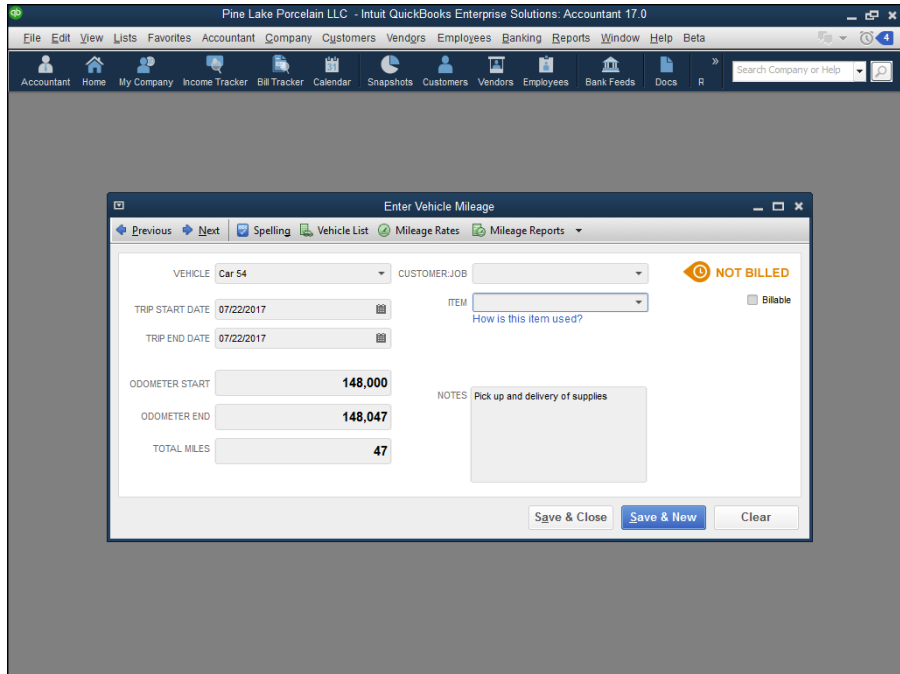 qb Pine Lake Porcelain LLC - Intuit QuickBooks Enterprise Solutions: Accountant 17.0
File Edit View Lists Favorites Accountant Company Customers Vendors Employees Banking Reports Window Help Beta 4
Accountant Home My Company Income Tracker Bill Tracker Calendar Snapshots Customers Vendors Employees Bank Feeds Docs R » Search Company or Help
Enter Vehicle Mileage
Previous Next Spelling Vehicle List Mileage Rates Mileage Reports
VEHICLE Car 54 CUSTOMER:JOB NOT BILLED
TRIP START DATE 07/22/2017 ITEM Billable
How is this item used?
TRIP END DATE 07/22/2017
ODOMETER START 148,000
NOTES Pick up and delivery of supplies
ODOMETER END 148,047
TOTAL MILES 47
Save & Close Save & New Clear